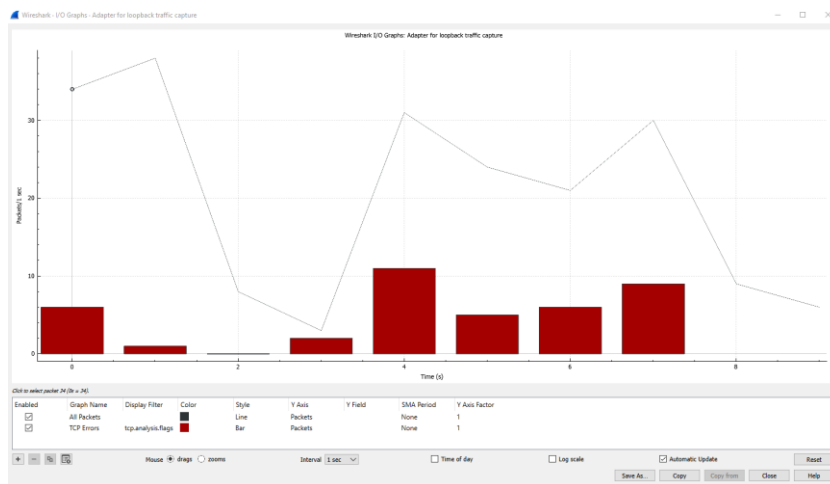 Wireshark - I/O Graphs - Adapter for loopback traffic capture
Wireshark I/O Graphs: Adapter for loopback traffic capture
30
20
10
0
Packets/1 sec
0 2 4 6 8
Time (s)
Click to select packet 34 (0s = 34).
Enabled Graph Name Display Filter Color Style Y Axis Y Field SMA Period Y Axis Factor
All Packets Line Packets None 1
TCP Errors tcp.analysis.flags Bar Packets None 1
Mouse drags zooms Interval 1 sec Time of day Log scale Automatic Update Reset
Save As... Copy Copy from Close Help